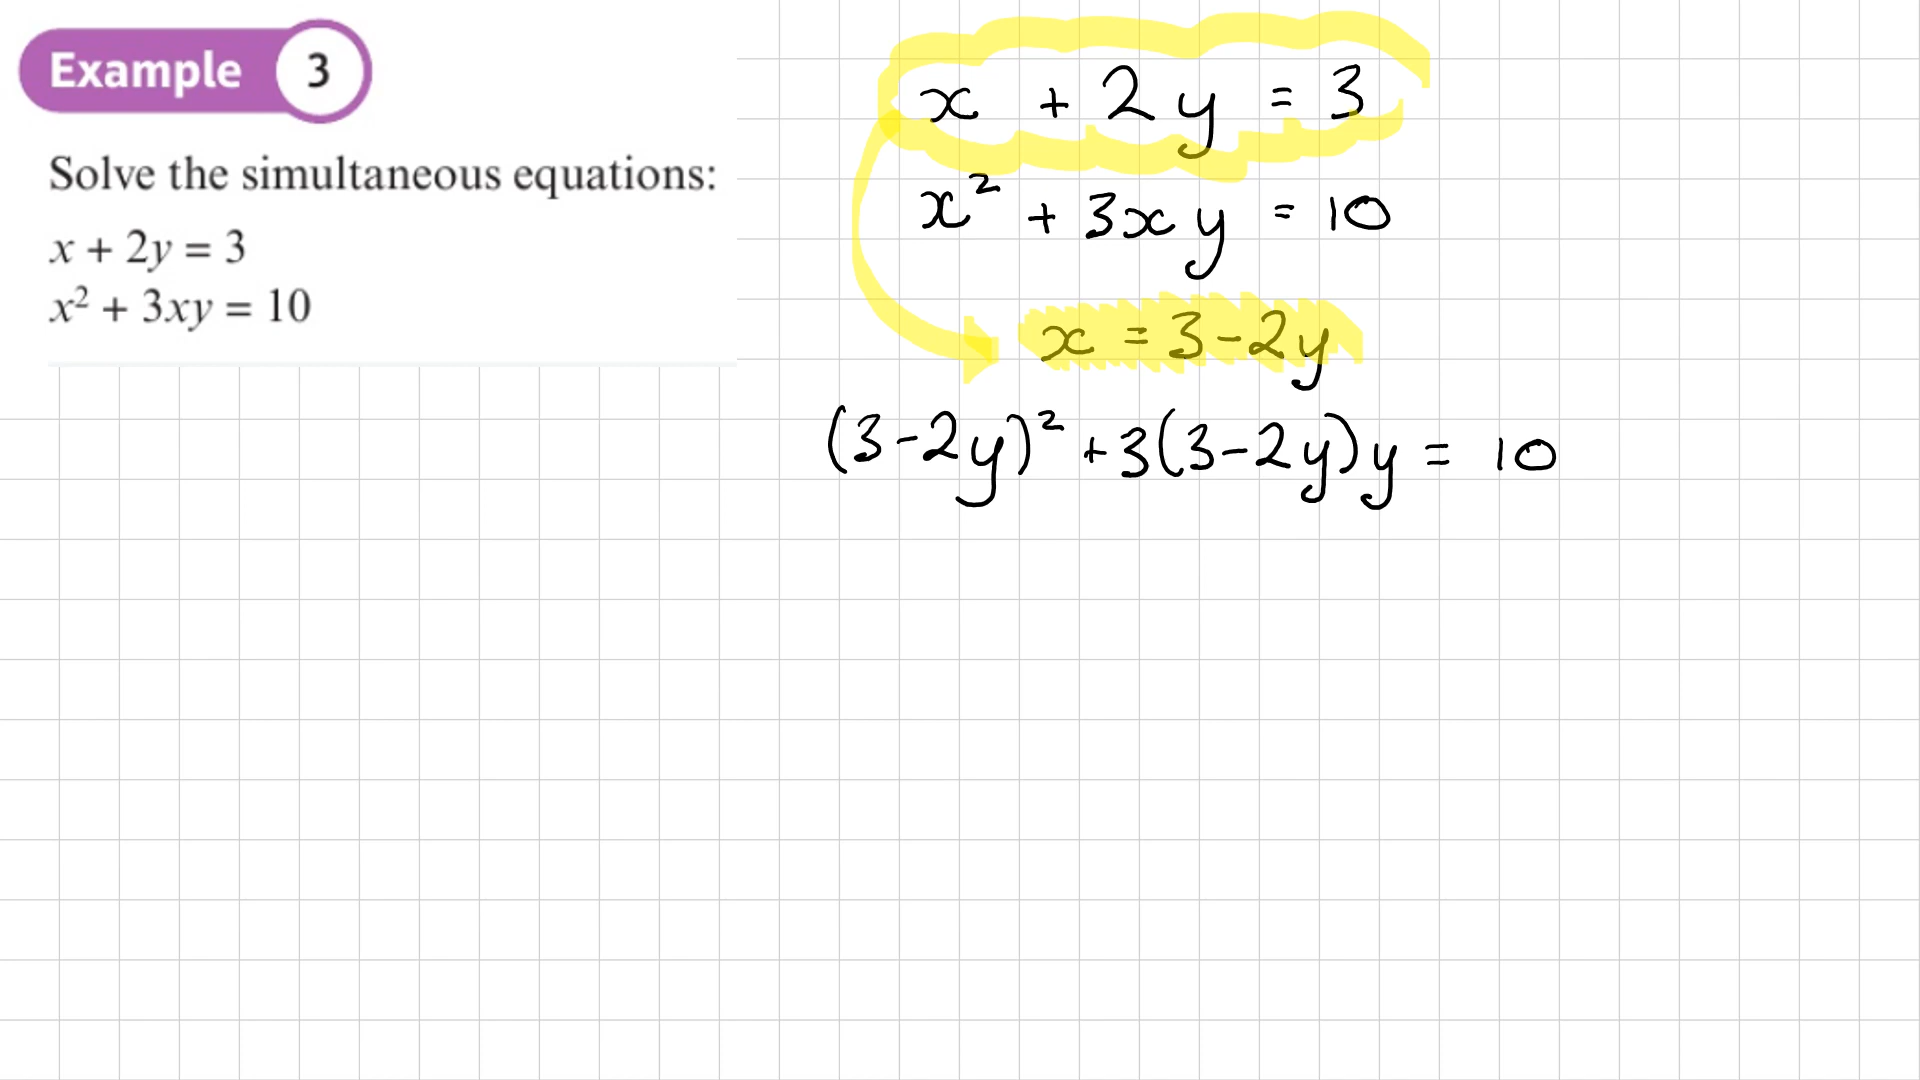 Example 3
Solve the simultaneous equations:
x + 2y = 3
x² + 3xy = 10
x + 2y = 3
x² + 3xy = 10
x = 3 - 2y
(3-2y)² + 3(3-2y)y = 10